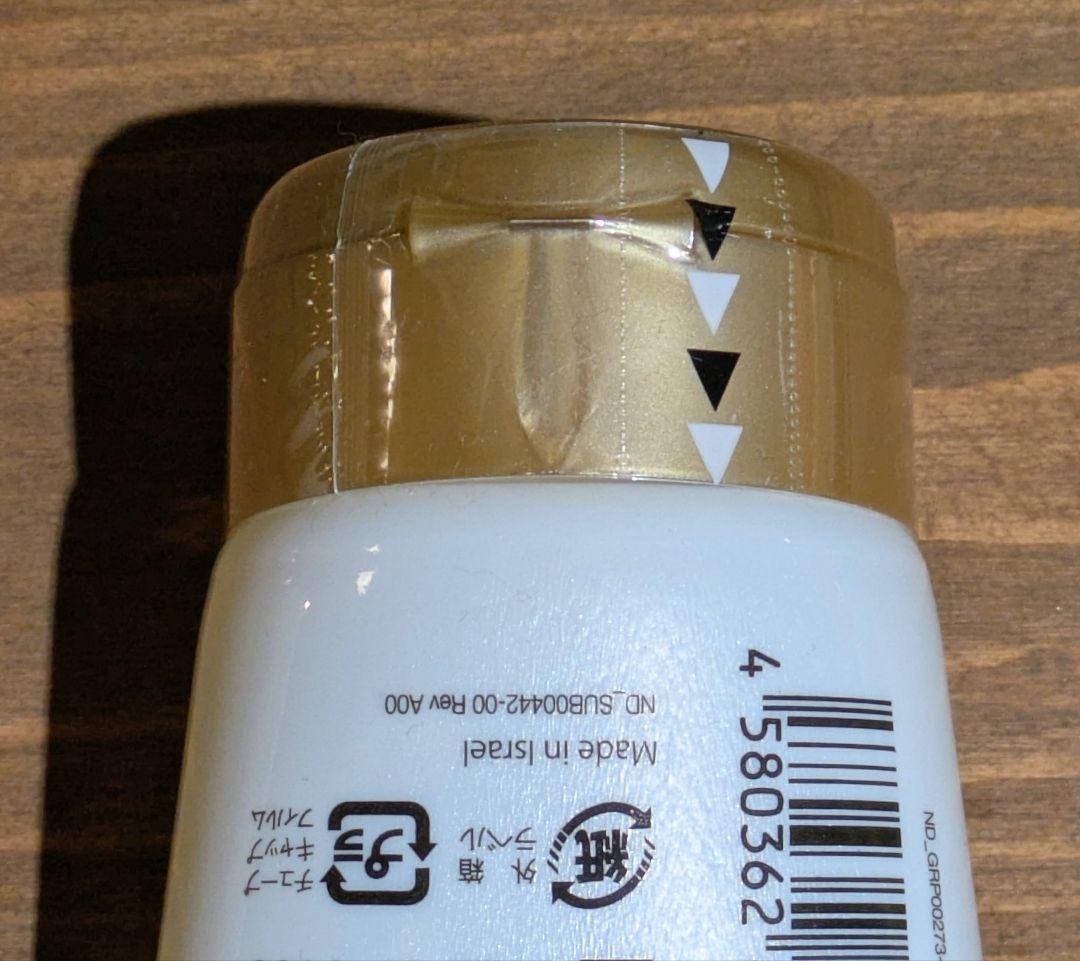 ND_SUB00442-00 Rev A00
Made in Israel
紙
外箱
ラベル
プラ
チューブ
キャップ
フィルム
4 580362
ND_GRP00273-